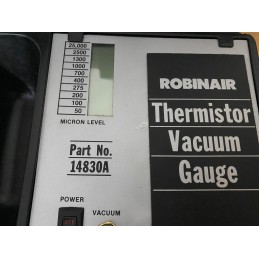 25,000
2500
1300
1000
700
400
275
200
100
50
MICRON LEVEL
Part No.
14830A
POWER
VACUUM
ROBINAIR
Thermistor
Vacuum
Gauge